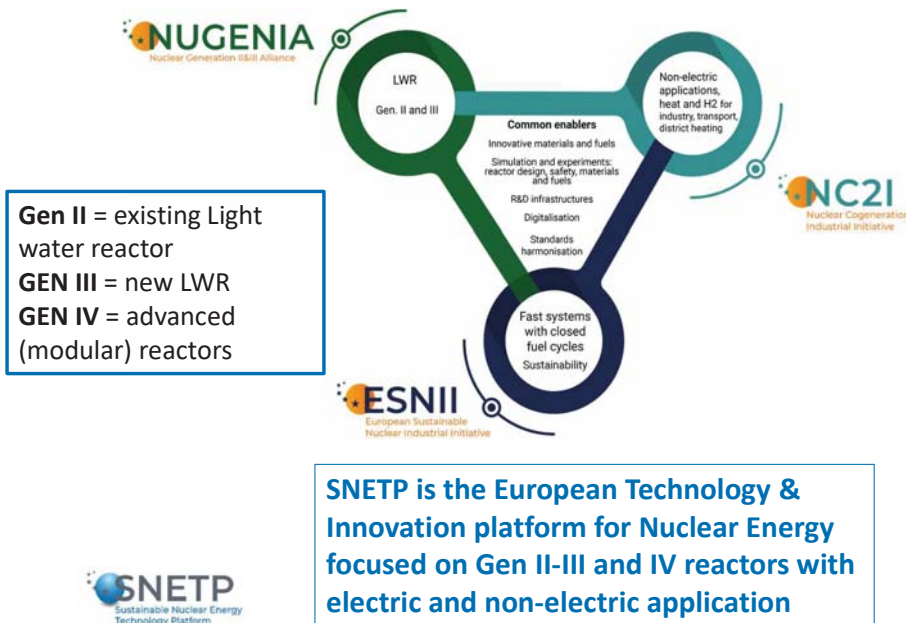 NUGENIA
Nuclear Generation II&III Alliance
LWR
Gen. II and III
Non-electric
applications,
heat and H2 for
industry, transport,
district heating
Common enablers
Innovative materials and fuels
Simulation and experiments:
reactor design, safety, materials
and fuels
R&D infrastructures
Digitalisation
Standards
harmonisation
NC2I
Nuclear Cogeneration
Industrial Initiative
Gen II = existing Light
water reactor
GEN III = new LWR
GEN IV = advanced
(modular) reactors
Fast systems
with closed
fuel cycles
Sustainability
ESNII
European Sustainable
Nuclear Industrial Initiative
SNETP is the European Technology &
Innovation platform for Nuclear Energy
focused on Gen II-III and IV reactors with
electric and non-electric application
SNETP
Sustainable Nuclear Energy
Technology Platform